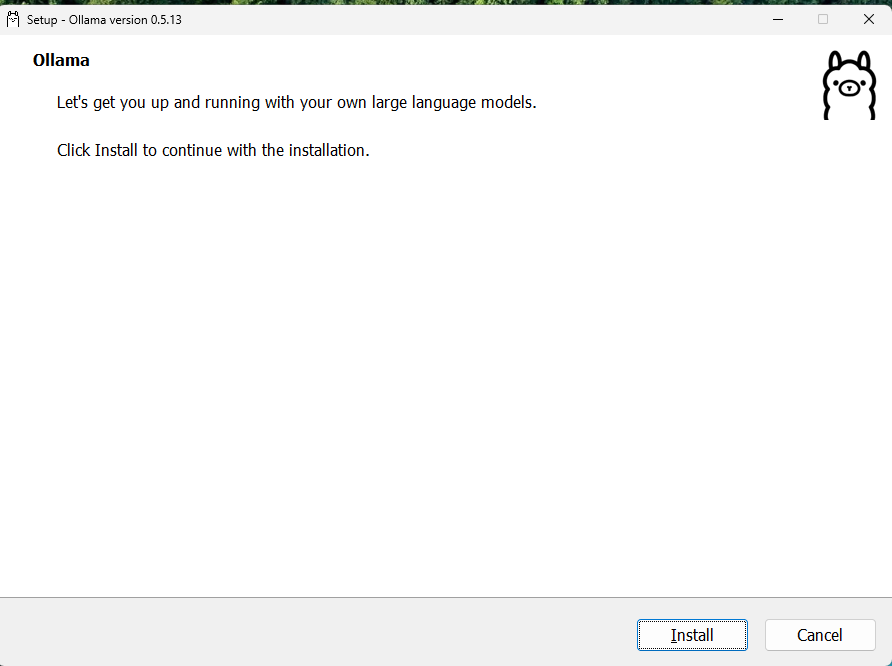 Setup - Ollama version 0.5.13
Ollama
Let's get you up and running with your own large language models.
Click Install to continue with the installation.
Install
Cancel